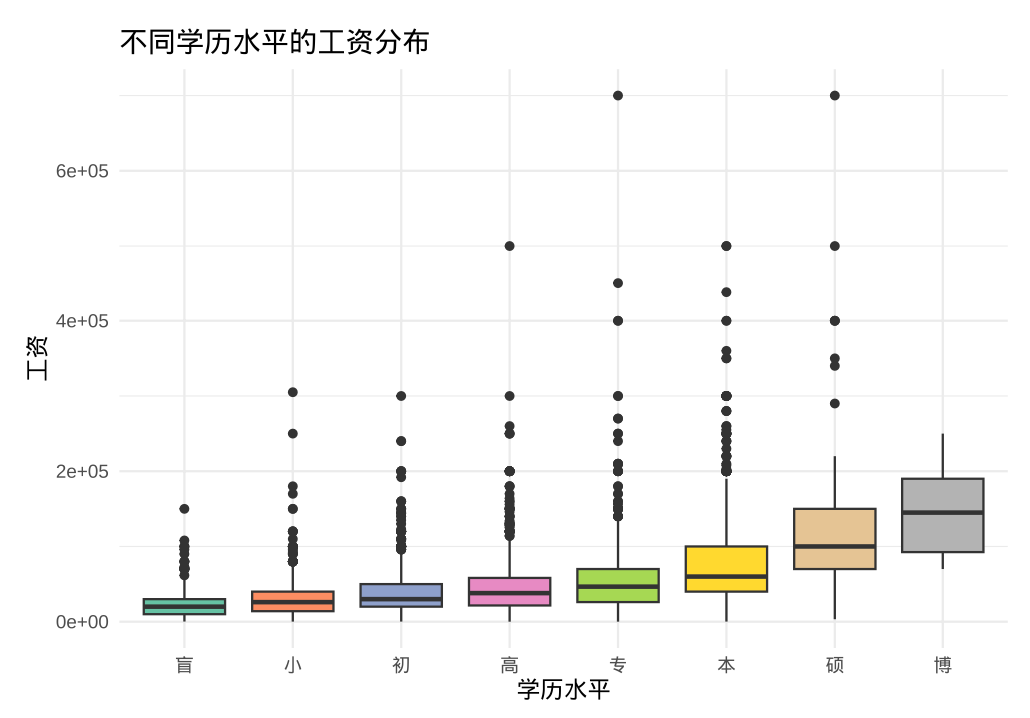 不同学历水平的工资分布
工资
6e+05
4e+05
2e+05
0e+00
盲 小 初 高 专 本 硕 博
学历水平